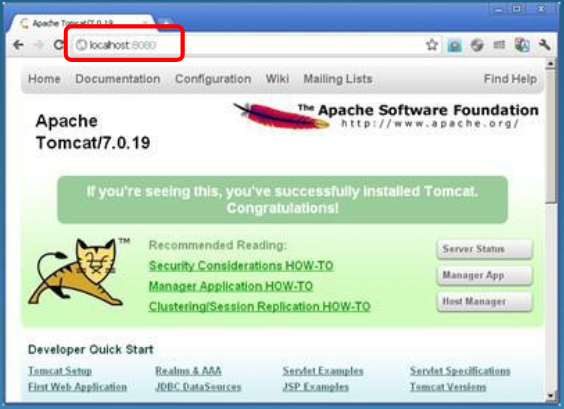 Apache Tomcat/7.0.19
localhost:8080
Home Documentation Configuration Wiki Mailing Lists Find Help
Apache
Tomcat/7.0.19
The Apache Software Foundation
http://www.apache.org/
If you're seeing this, you've successfully installed Tomcat.
Congratulations!
TM
Recommended Reading:
Security Considerations HOW-TO
Manager Application HOW-TO
Clustering/Session Replication HOW-TO
Server Status
Manager App
Host Manager
Developer Quick Start
Tomcat Setup Realms & AAA Servlet Examples Servlet Specifications
First Web Application JDBC DataSources JSP Examples Tomcat Versions